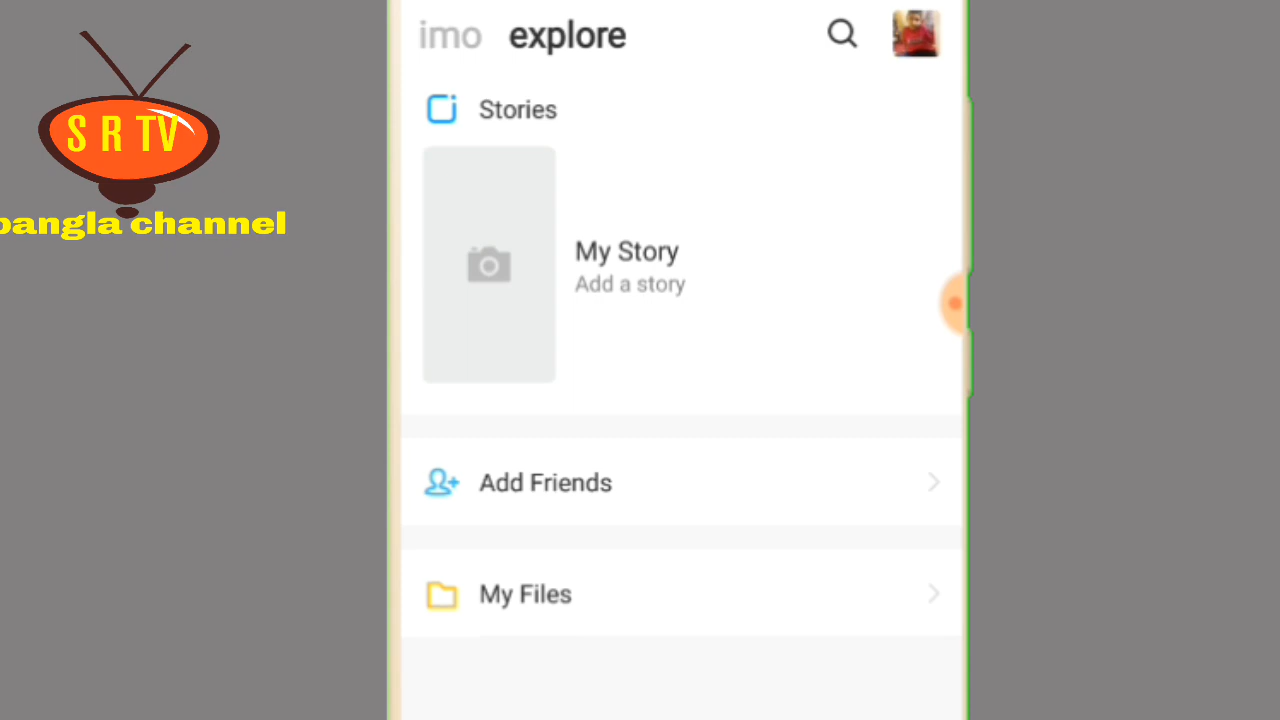 imo explore
S R TV
bangla channel
Stories
My Story
Add a story
Add Friends
My Files